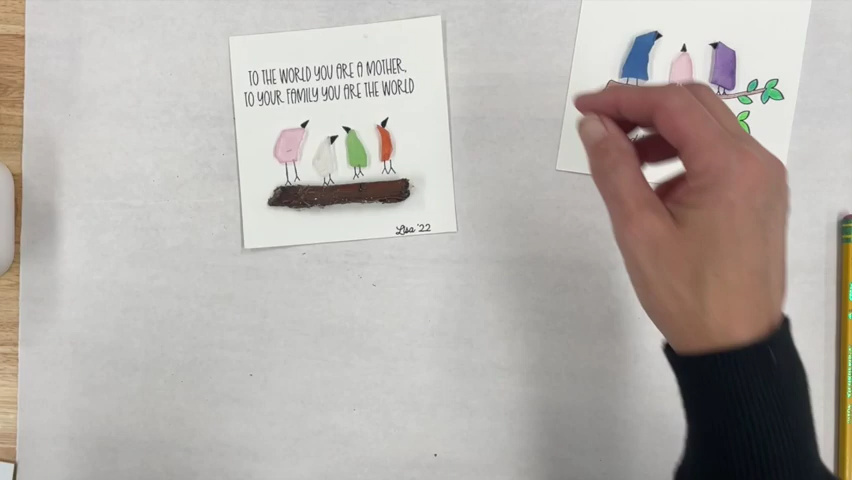 TO THE WORLD YOU ARE A MOTHER,
TO YOUR FAMILY YOU ARE THE WORLD
Lisa '22